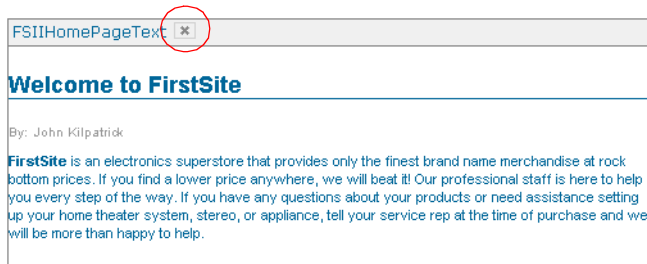 FSIIHomePageText
Welcome to FirstSite
By: John Kilpatrick
FirstSite is an electronics superstore that provides only the finest brand name merchandise at rock
bottom prices. If you find a lower price anywhere, we will beat it! Our professional staff is here to help
you every step of the way. If you have any questions about your products or need assistance setting
up your home theater system, stereo, or appliance, tell your service rep at the time of purchase and we
will be more than happy to help.